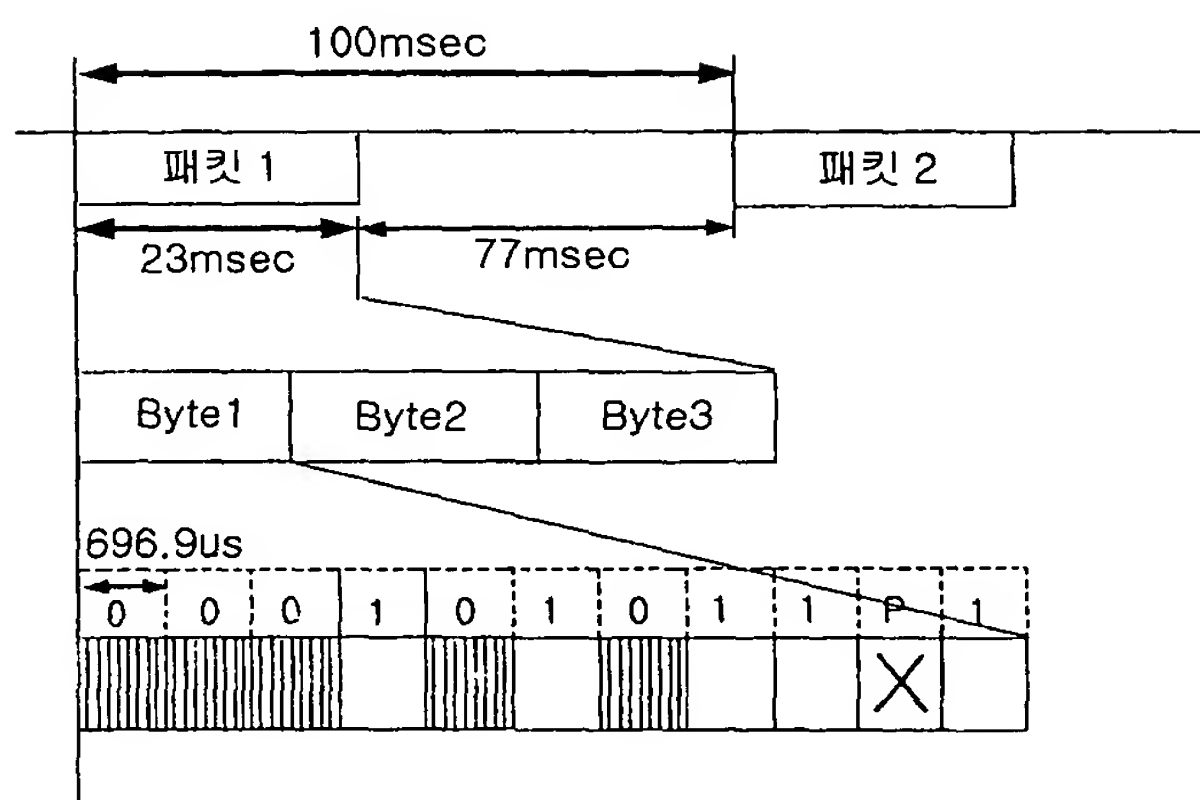 100msec
패킷 1
패킷 2
23msec
77msec
Byte1 Byte2 Byte3
696.9us
0 0 0 1 0 1 0 1 1 P 1